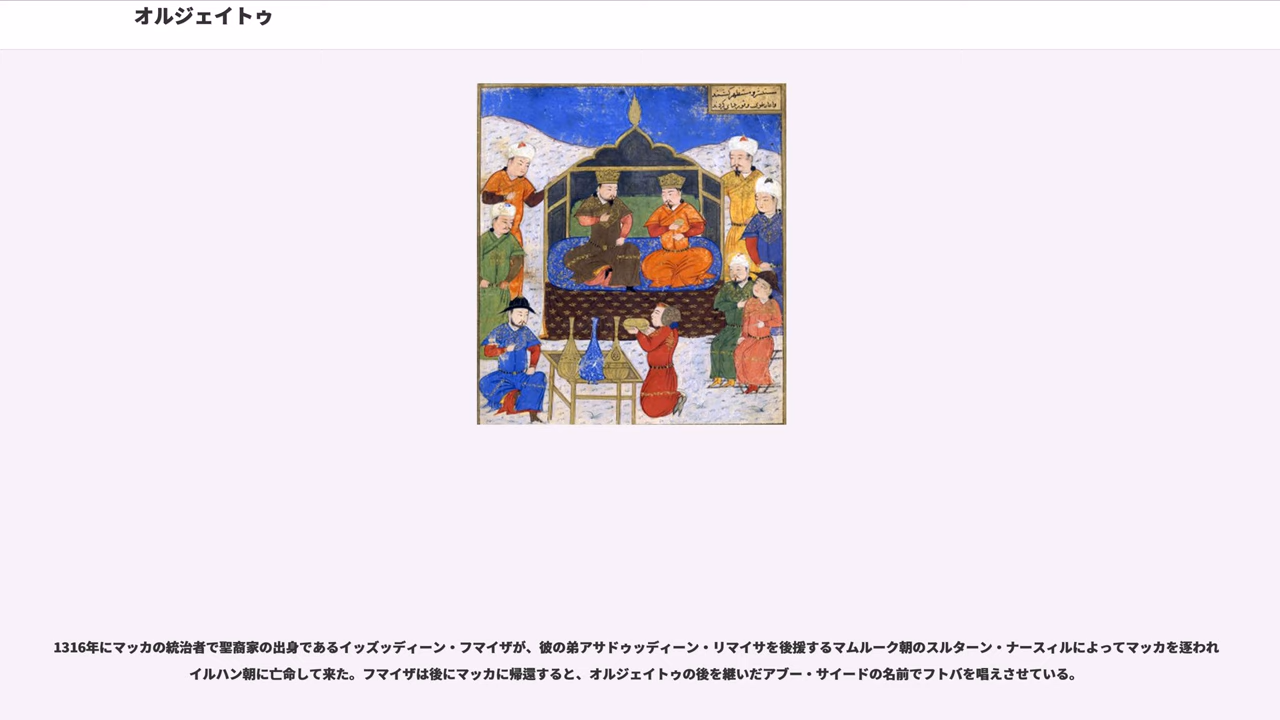 オルジェイトゥ
1316年にマッカの統治者で聖裔家の出身であるイッズッディーン・フマイザが、彼の弟アサドゥッディーン・リマイサを後援するマムルーク朝のスルターン・ナースィルによってマッカを逐われ
イルハン朝に亡命して来た。フマイザは後にマッカに帰還すると、オルジェイトゥの後を継いだアブー・サイードの名前でフトバを唱えさせている。